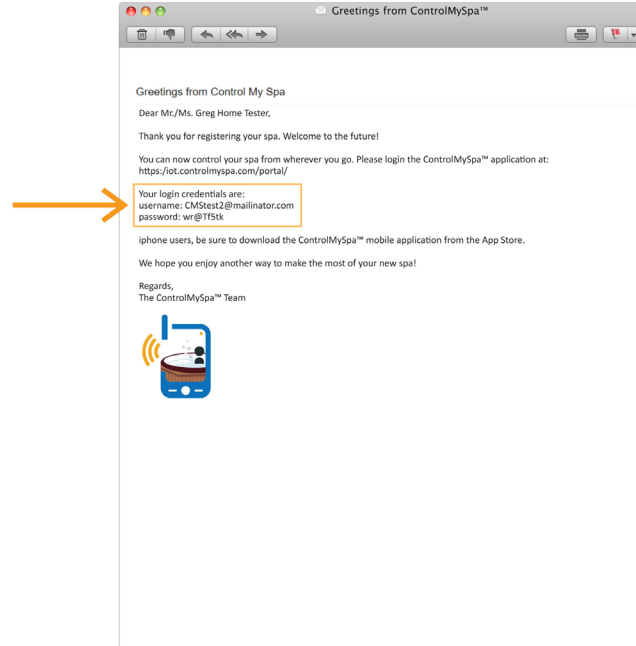 Greetings from ControlMySpa™
Greetings from Control My Spa
Dear Mr./Ms. Greg Home Tester,
Thank you for registering your spa. Welcome to the future!
You can now control your spa from wherever you go. Please login the ControlMySpa™ application at:
https:/iot.controlmyspa.com/portal/
Your login credentials are:
username: CMStest2@mailinator.com
password: wr@Tf5tk
iphone users, be sure to download the ControlMySpa™ mobile application from the App Store.
We hope you enjoy another way to make the most of your new spa!
Regards,
The ControlMySpa™ Team